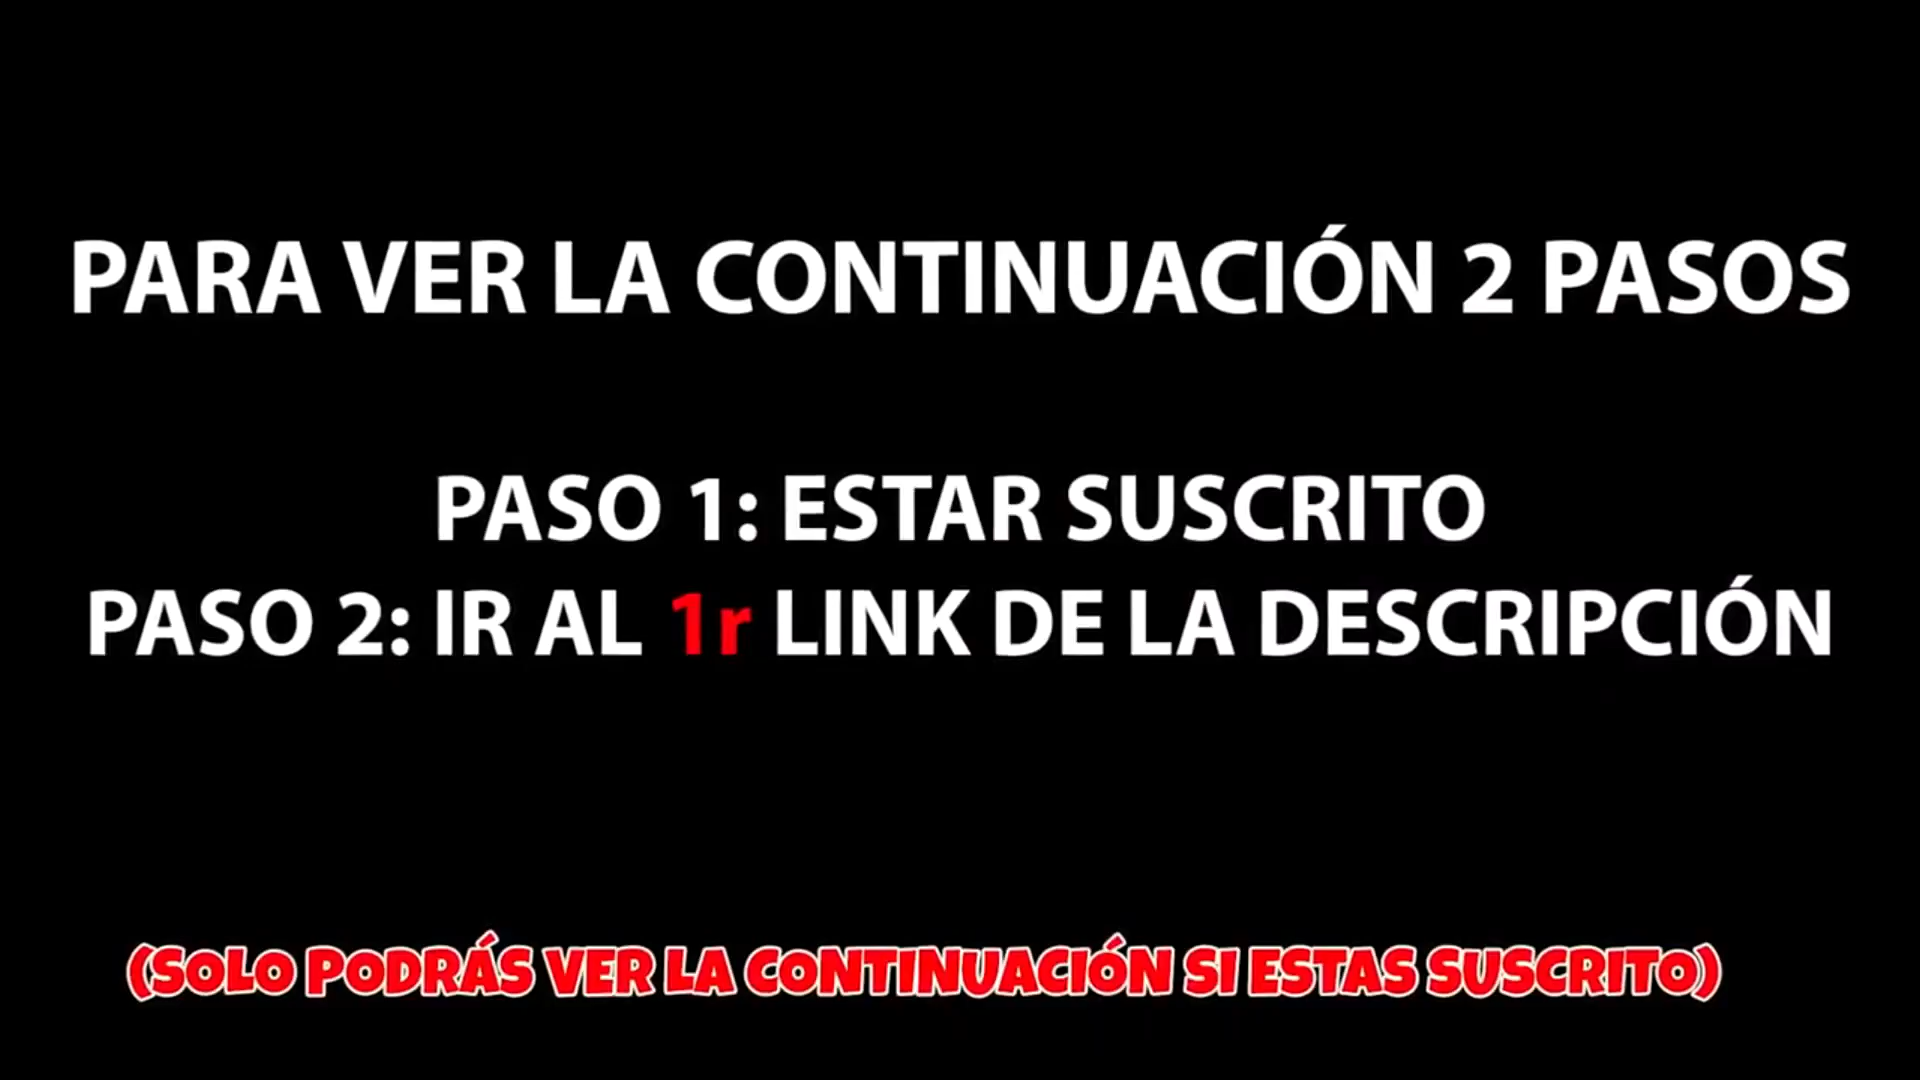 PARA VER LA CONTINUACIÓN 2 PASOS
PASO 1: ESTAR SUSCRITO
PASO 2: IR AL 1r LINK DE LA DESCRIPCIÓN
(SOLO PODRÁS VER LA CONTINUACIÓN SI ESTAS SUSCRITO)